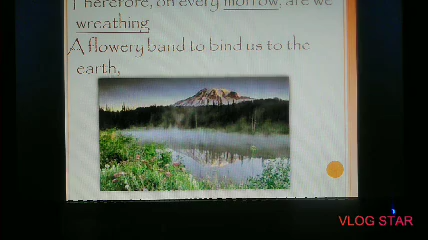 Therefore, on every morrow, are we
wreathing
A flowery band to bind us to the
earth,
VLOG STAR